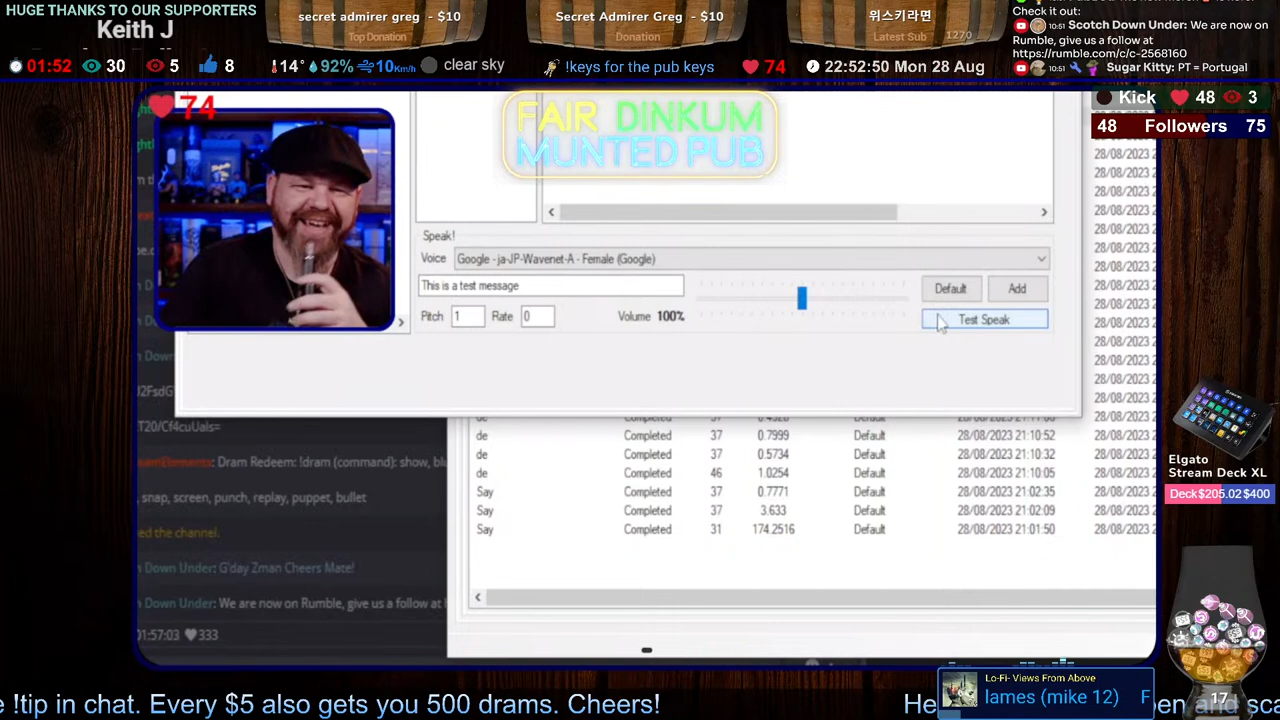 HUGE THANKS TO OUR SUPPORTERS
Keith J
secret admirer greg - $10
Top Donation
Secret Admirer Greg - $10
Donation
위스키라면
Latest Sub
1270
Check it out:
10:51 Scotch Down Under: We are now on
Rumble, give us a follow at
https://rumble.com/c/c-2568160
10:51 Sugar Kitty: PT = Portugal
01:52 30 5 8 14° 92% 10Km/h clear sky !keys for the pub keys 74 22:52:50 Mon 28 Aug
Kick 48 3
48 Followers 75
74
FAIR DINKUM
MUNTED PUB
Speak!
Voice Google - ja-JP-Wavenet-A - Female (Google)
This is a test message
Default Add
Pitch 1 Rate 0 Volume 100% Test Speak
de Completed 37 0.7999 Default 28/08/2023 21:10:52
de Completed 37 0.5734 Default 28/08/2023 21:10:32
de Completed 46 1.0254 Default 28/08/2023 21:10:05
Say Completed 37 0.7771 Default 28/08/2023 21:02:35
Say Completed 37 3.633 Default 28/08/2023 21:02:09
Say Completed 31 174.2516 Default 28/08/2023 21:01:50
T20/Cf4cuUals=
Dram Redeem: !dram (command): show,
, snap, screen, punch, replay, puppet, bullet
ed the channel.
Down Under: G'day Zman Cheers Mate!
Down Under: We are now on Rumble, give us a follow at
01:57:03 333
Elgato
Stream Deck XL
Deck $205.02 $400
17
Lo-Fi- Views From Above
lames (mike 12) F
e !tip in chat. Every $5 also gets you 500 drams. Cheers!